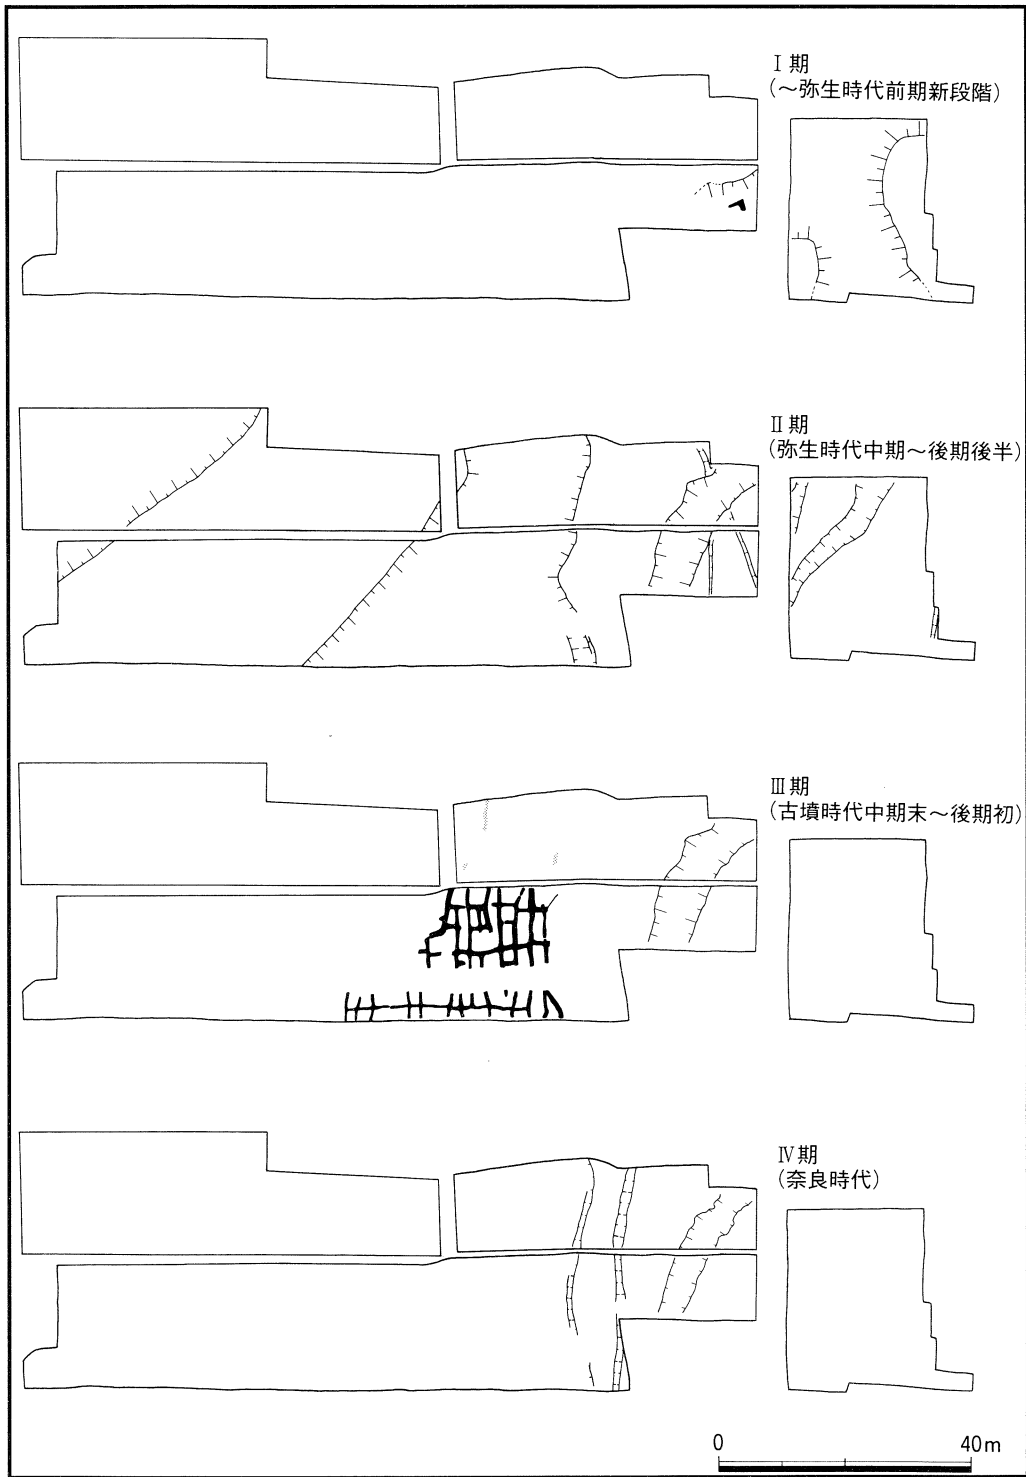 Ⅰ期
(~弥生時代前期新段階)
Ⅱ期
(弥生時代中期~後期後半)
Ⅲ期
(古墳時代中期末~後期初)
Ⅳ期
(奈良時代)
0 40m